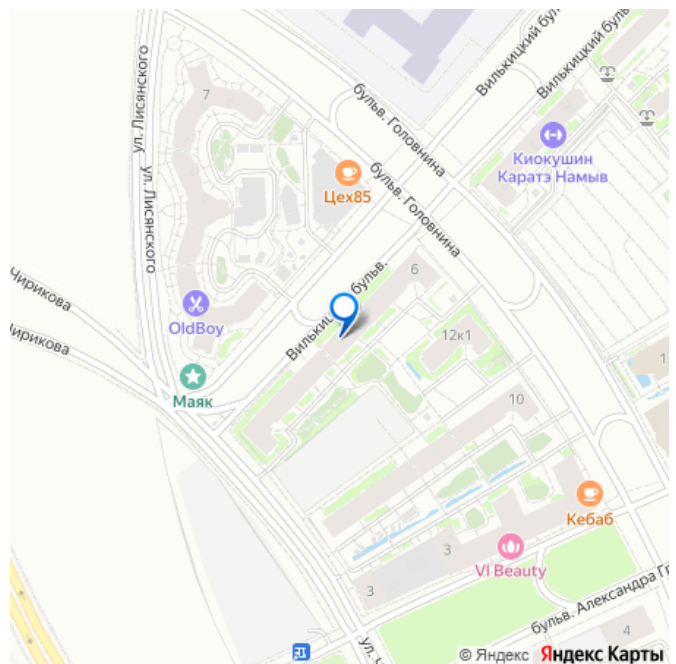 Вилькицкий бул
Вилькицкий бульв
ул. Лисянского
7
бульв. Головнина
Киокушин
Каратэ Намыв
ул. Лисянского
Цех85
бульв. Головнина
Чирикова
6
Вилькиц
бульв.
OldBoy
12к1
1
ирикова
Маяк
10
Кебаб
3
VI Beauty
3
бульв. Александра Гр
4
ул.
© Яндекс Яндекс Карты